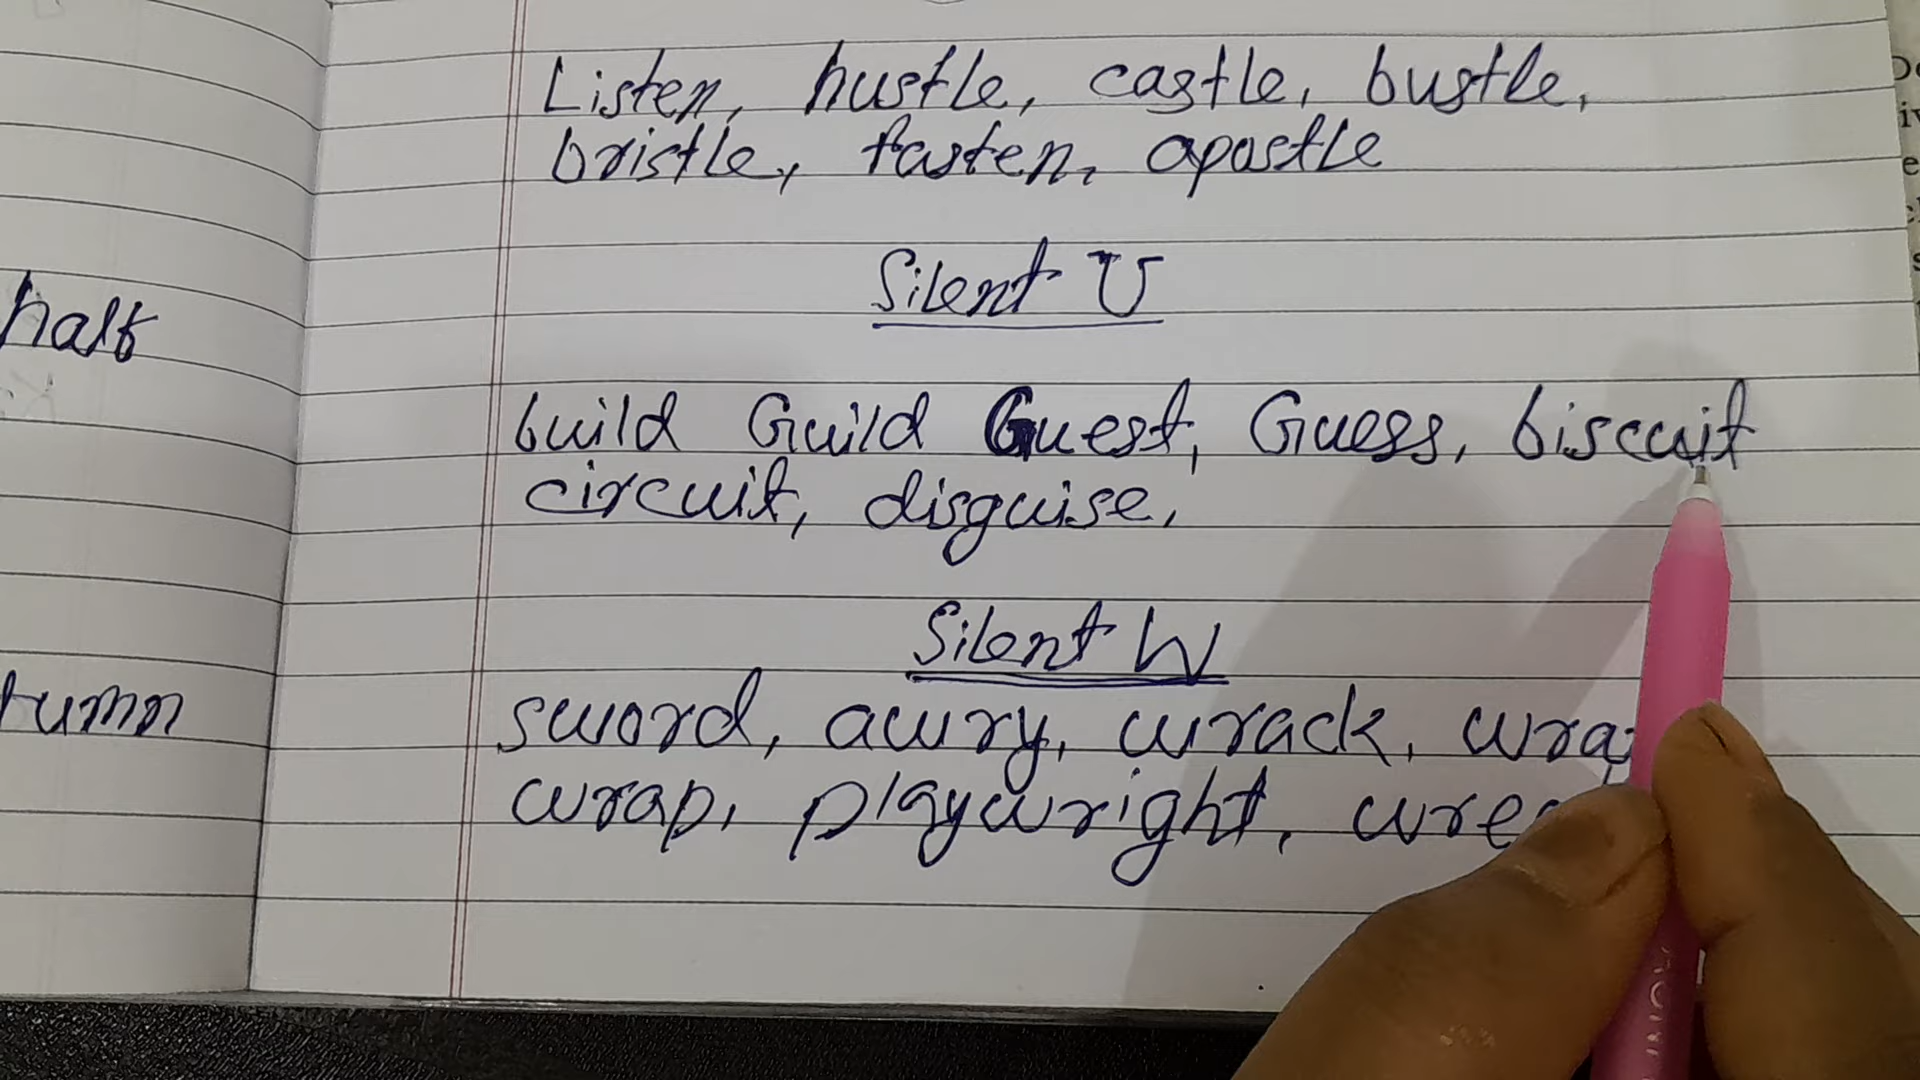 Listen, hustle, castle, bustle,
bristle, fasten, apostle
Silent U
half
build Guild Guest, Guess, biscuit
circuit, disguise,
Silent W
sword, awry, wrack,
tumn
wrap, playwright,